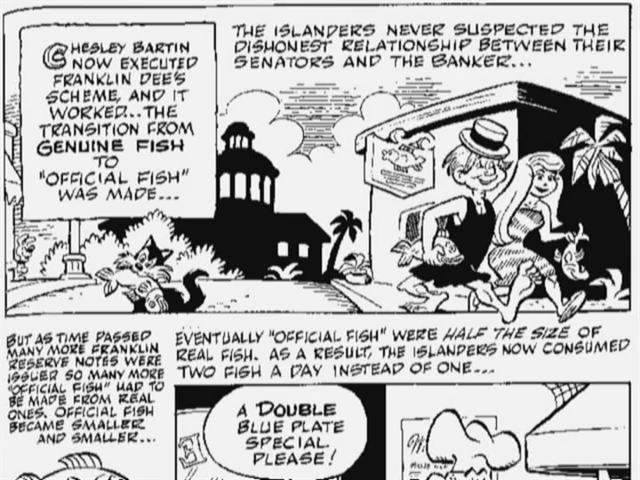 CHESLEY BARTIN
NOW EXECUTED
FRANKLIN DEE'S
SCHEME, AND IT
WORKED...THE
TRANSITION FROM
GENUINE FISH
TO
"OFFICIAL FISH"
WAS MADE...
THE ISLANDERS NEVER SUSPECTED THE
DISHONEST RELATIONSHIP BETWEEN THEIR
SENATORS AND THE BANKER...
BUT AS TIME PASSED
MANY MORE FRANKLIN
RESERVE NOTES WERE
ISSUED SO MANY MORE
"OFFICIAL FISH" HAD TO
BE MADE FROM REAL
ONES. OFFICIAL FISH
BECAME SMALLER
AND SMALLER...
EVENTUALLY "OFFICIAL FISH" WERE HALF THE SIZE OF
REAL FISH. AS A RESULT, THE ISLANDERS NOW CONSUMED
TWO FISH A DAY INSTEAD OF ONE...
A DOUBLE
BLUE PLATE
SPECIAL
PLEASE!